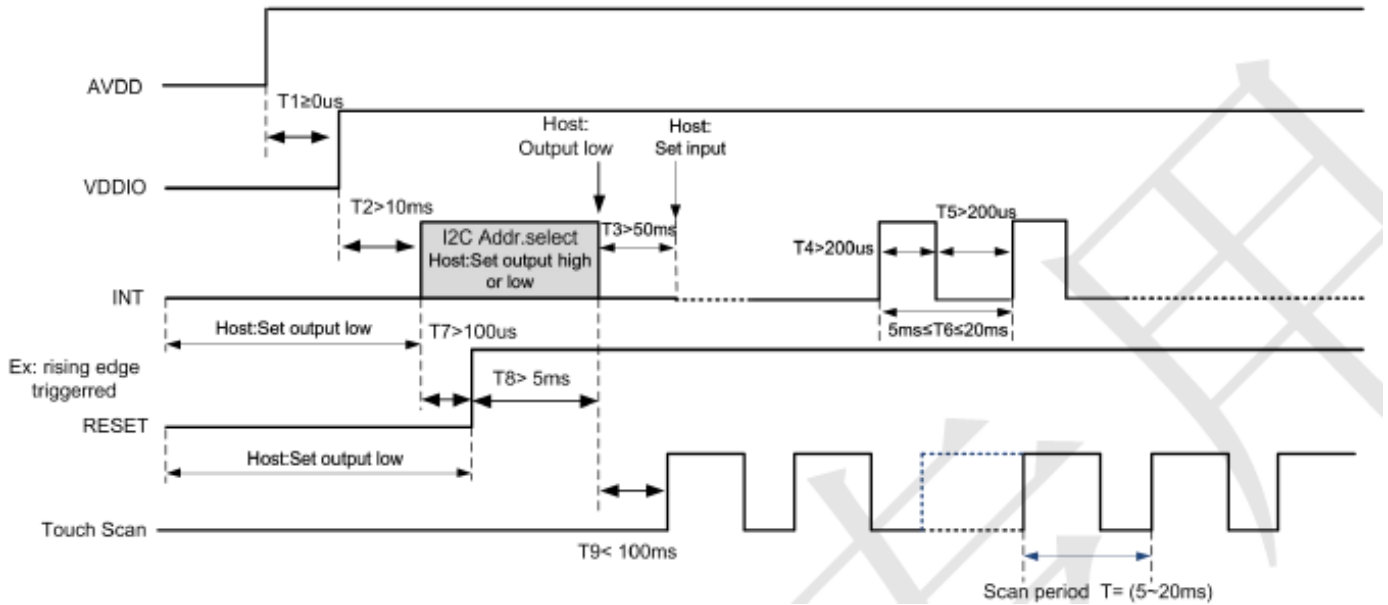 AVDD
T1≥0us
Host:
Output low
Host:
Set input
VDDIO
T2>10ms
I2C Addr.select
Host:Set output high
or low
T3>50ms
T5>200us
T4>200us
INT
Host:Set output low
T7>100us
5ms≤T6≤20ms
Ex: rising edge
triggerred
T8> 5ms
RESET
Host:Set output low
Touch Scan
T9< 100ms
Scan period T= (5~20ms)